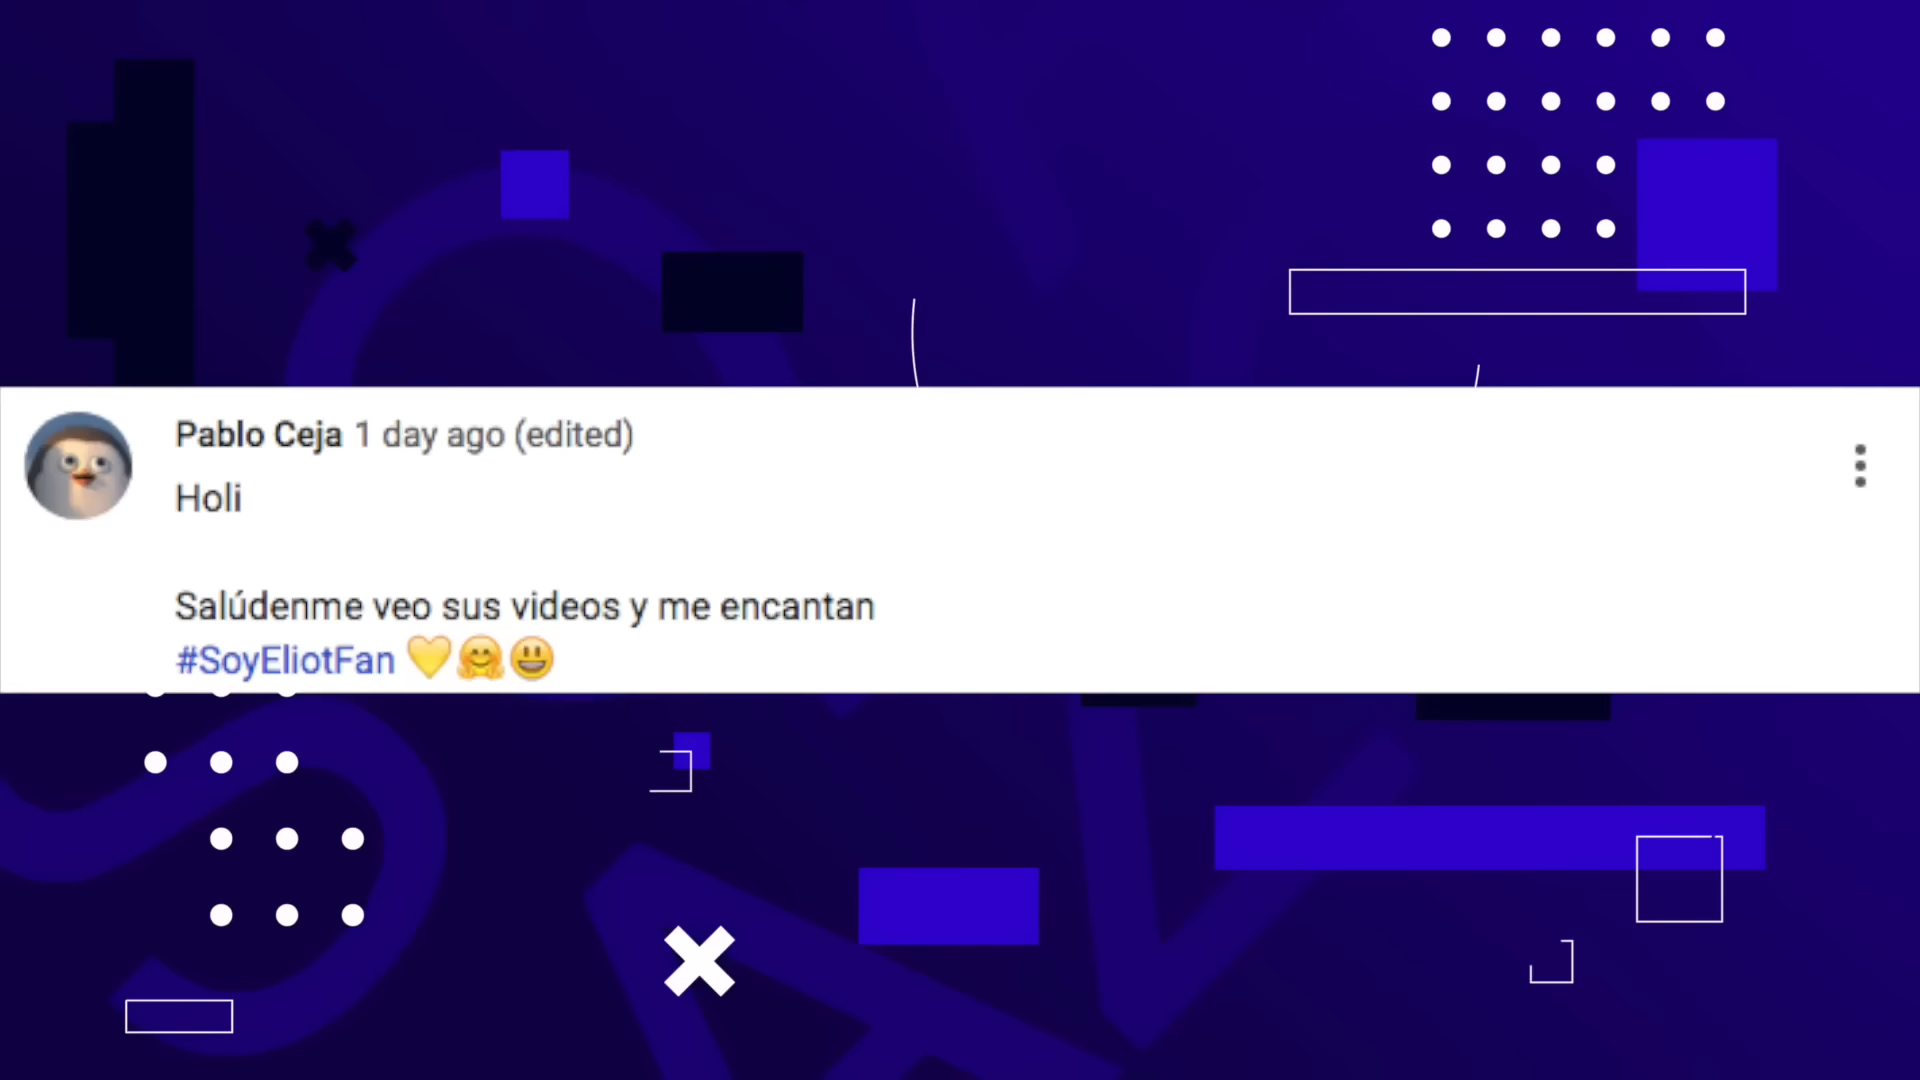 Pablo Ceja 1 day ago (edited)
Holi
Salúdenme veo sus videos y me encantan
#SoyEliotFan 💛🤗😃